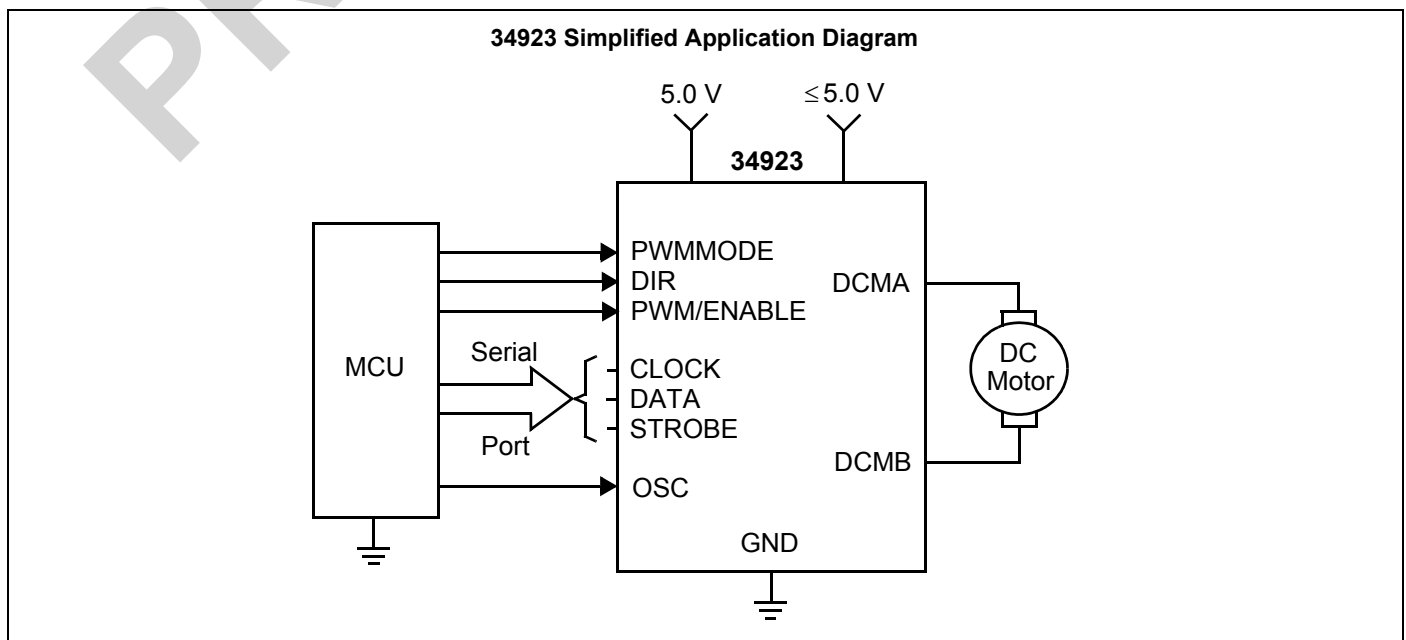 34923 Simplified Application Diagram
5.0 V
≤5.0 V
34923
PWMMODE
DIR
PWM/ENABLE
DCMA
MCU
Serial
Port
CLOCK
DATA
STROBE
DC
Motor
DCMB
OSC
GND